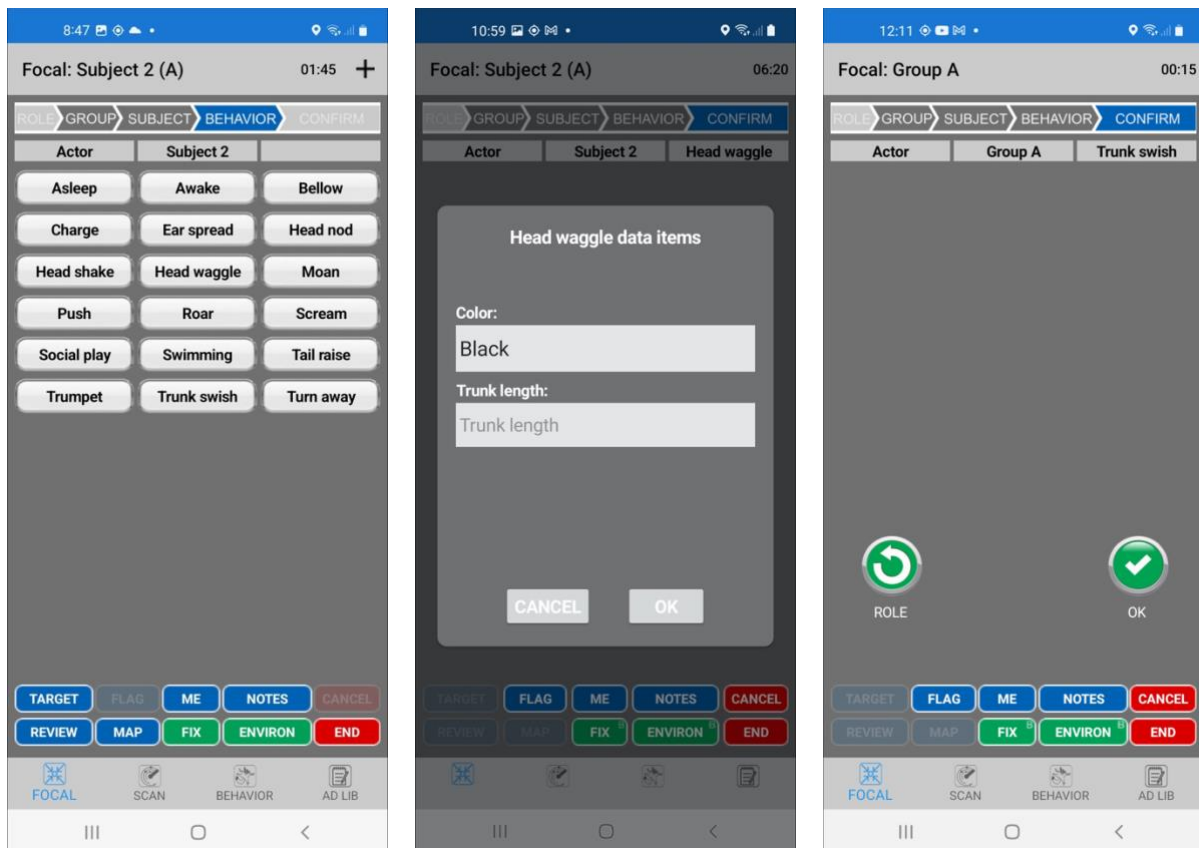 8:47
Focal: Subject 2 (A) 01:45 +
ROLE GROUP SUBJECT BEHAVIOR CONFIRM
Actor Subject 2
Asleep Awake Bellow
Charge Ear spread Head nod
Head shake Head waggle Moan
Push Roar Scream
Social play Swimming Tail raise
Trumpet Trunk swish Turn away
TARGET FLAG ME NOTES CANCEL
REVIEW MAP FIX ENVIRON END
FOCAL SCAN BEHAVIOR AD LIB
10:59
Focal: Subject 2 (A) 06:20
ROLE GROUP SUBJECT BEHAVIOR CONFIRM
Actor Subject 2 Head waggle
Head waggle data items
Color:
Black
Trunk length:
Trunk length
CANCEL OK
TARGET FLAG ME NOTES CANCEL
REVIEW MAP FIX B ENVIRON B END
12:11
Focal: Group A 00:15
ROLE GROUP SUBJECT BEHAVIOR CONFIRM
Actor Group A Trunk swish
ROLE OK
TARGET FLAG ME NOTES CANCEL
REVIEW MAP FIX B ENVIRON B END
FOCAL SCAN BEHAVIOR AD LIB